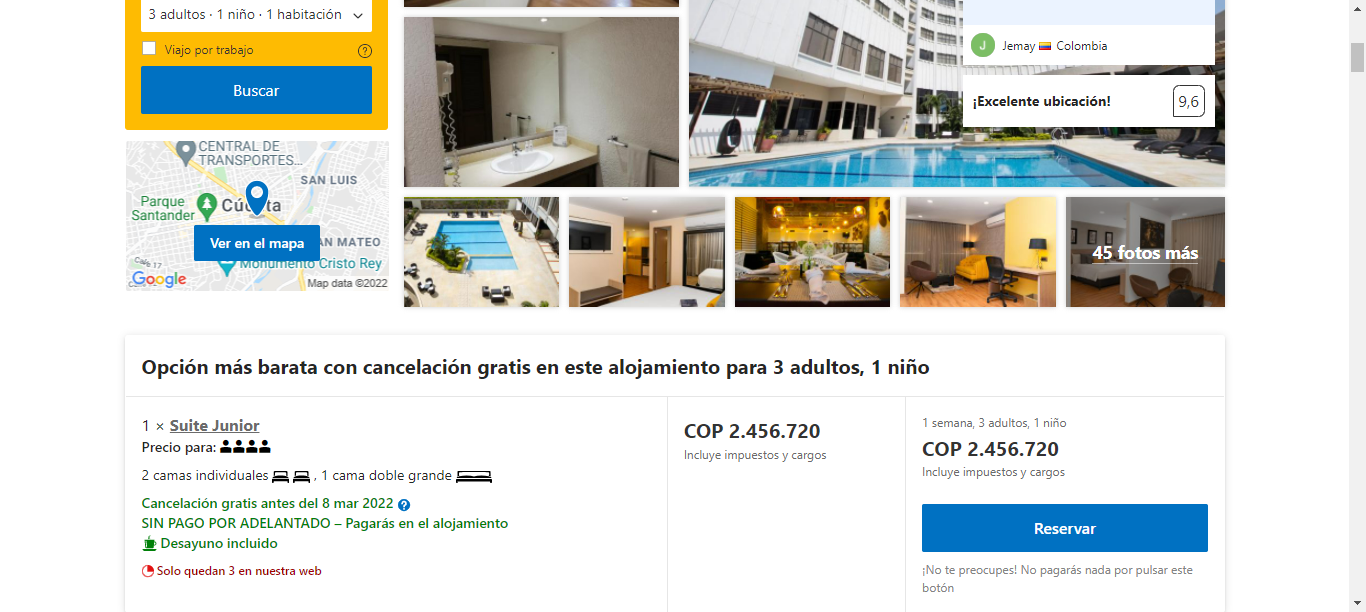 3 adultos · 1 niño · 1 habitación
Viajo por trabajo
Buscar
J
Jemay Colombia
¡Excelente ubicación!
9,6
CENTRAL DE
TRANSPORTES...
SAN LUIS
Parque
Santander
Ver en el mapa
AN MATEO
Monumento Cristo Rey
Calle 17
Google
Map data ©2022
45 fotos más
Opción más barata con cancelación gratis en este alojamiento para 3 adultos, 1 niño
1 × Suite Junior
Precio para:
2 camas individuales , 1 cama doble grande
Cancelación gratis antes del 8 mar 2022
SIN PAGO POR ADELANTADO – Pagarás en el alojamiento
Desayuno incluido
Solo quedan 3 en nuestra web
COP 2.456.720
Incluye impuestos y cargos
1 semana, 3 adultos, 1 niño
COP 2.456.720
Incluye impuestos y cargos
Reservar
¡No te preocupes! No pagarás nada por pulsar este
botón